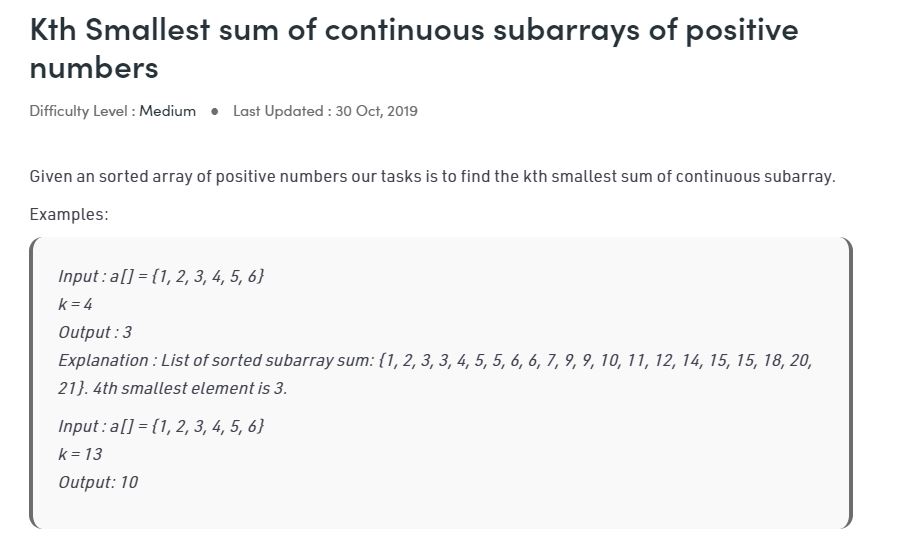 Kth Smallest sum of continuous subarrays of positive
numbers
Difficulty Level : Medium ● Last Updated : 30 Oct, 2019
Given an sorted array of positive numbers our tasks is to find the kth smallest sum of continuous subarray.
Examples:
Input : a[] = {1, 2, 3, 4, 5, 6}
k = 4
Output : 3
Explanation : List of sorted subarray sum: {1, 2, 3, 3, 4, 5, 5, 6, 6, 7, 9, 9, 10, 11, 12, 14, 15, 15, 18, 20,
21}. 4th smallest element is 3.
Input : a[] = {1, 2, 3, 4, 5, 6}
k = 13
Output: 10